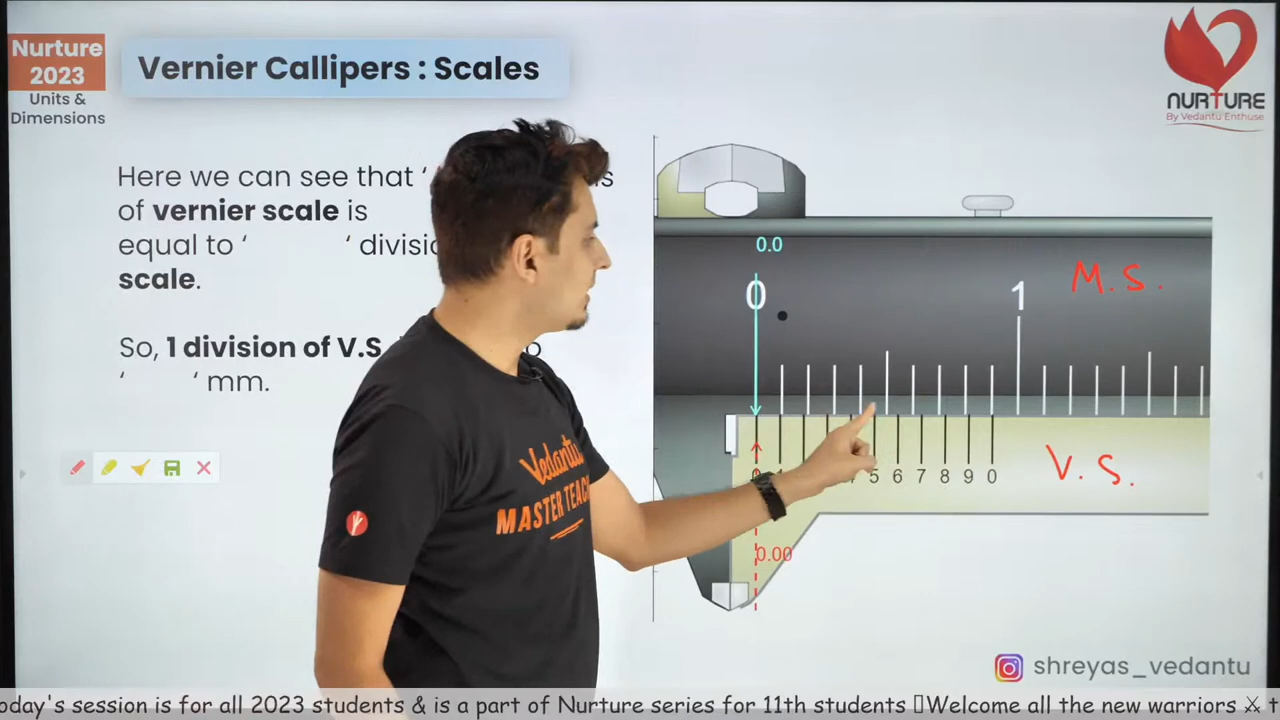 Nurture
2023
Units &
Dimensions
Vernier Callipers : Scales
NURTURE
By Vedantu Enthuse
Here we can see that ‘
of vernier scale is
equal to ‘ ‘
scale.
So, 1 division of V.S
‘ ‘ mm.
0.0
0 1 M.S.
5 6 7 8 9 0 V.S.
0.00
Vedantu
MASTER
shreyas_vedantu
session is for all 2023 students & is a part of Nurture series for 11th students Welcome all the new warriors ⚔